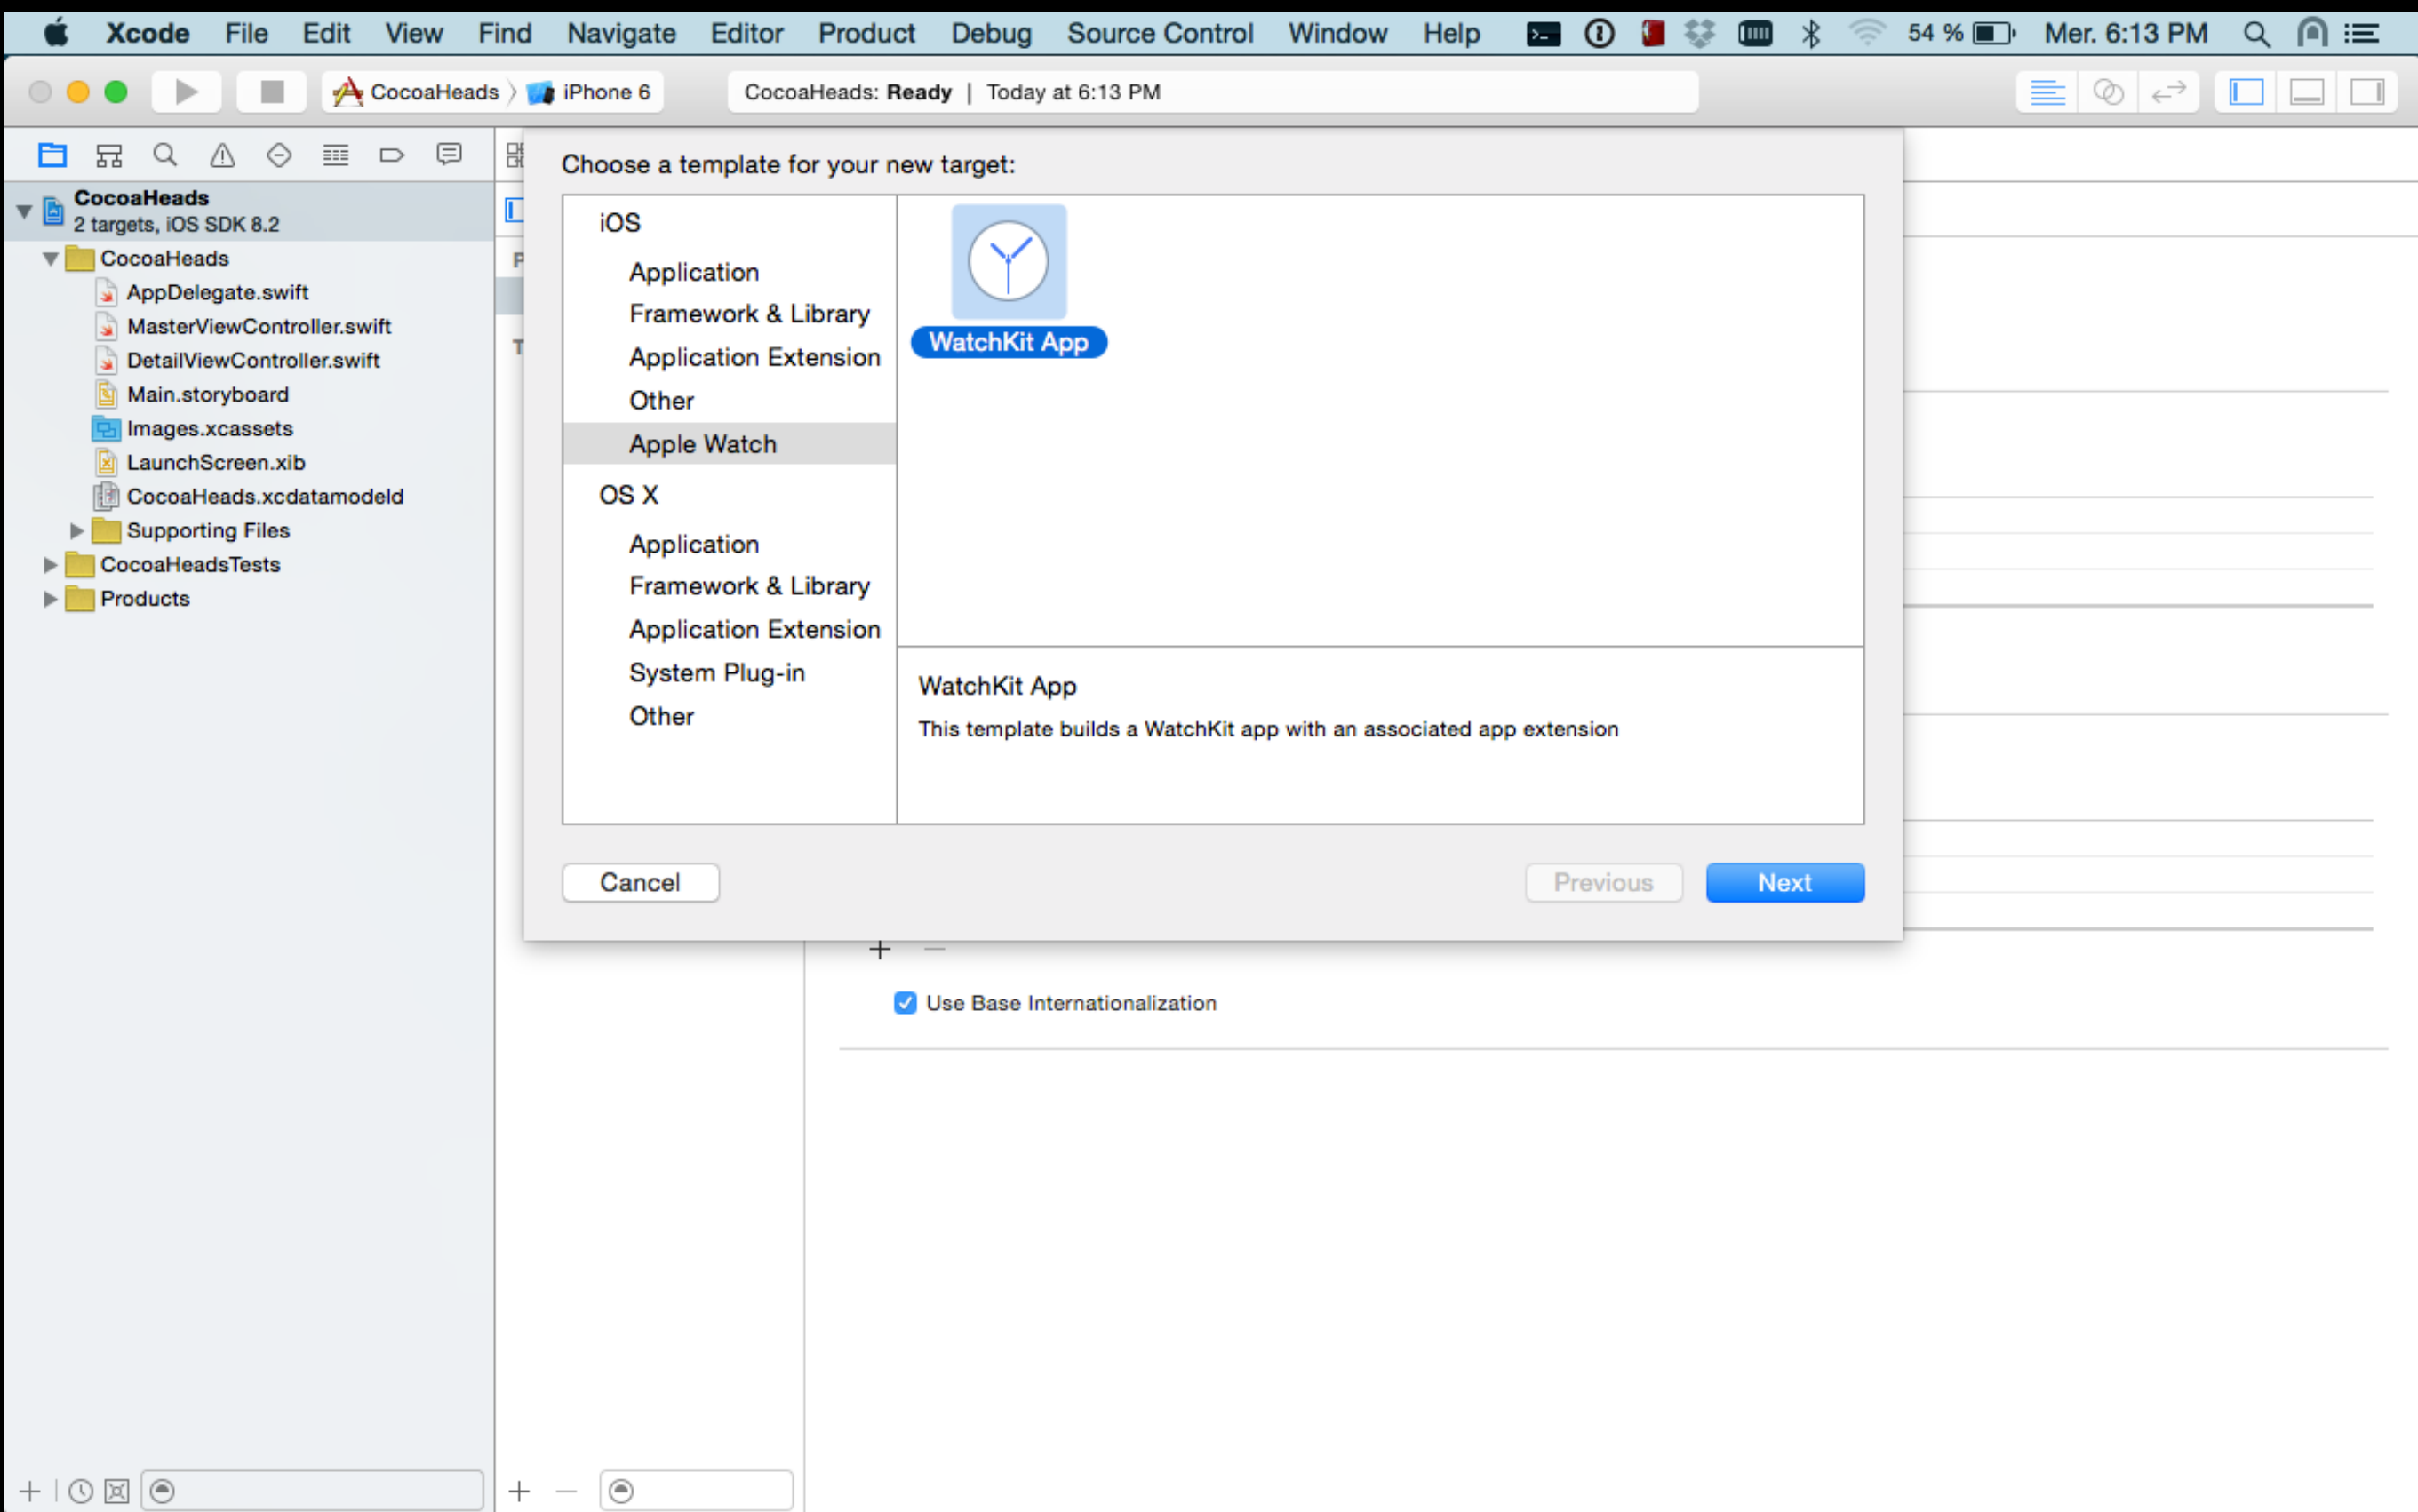 Xcode File Edit View Find Navigate Editor Product Debug Source Control Window Help 54 % Mer. 6:13 PM
CocoaHeads iPhone 6 CocoaHeads: Ready | Today at 6:13 PM
CocoaHeads
2 targets, iOS SDK 8.2
CocoaHeads
AppDelegate.swift
MasterViewController.swift
DetailViewController.swift
Main.storyboard
Images.xcassets
LaunchScreen.xib
CocoaHeads.xcdatamodeld
Supporting Files
CocoaHeadsTests
Products
P
T
Choose a template for your new target:
iOS
Application
Framework & Library
Application Extension
Other
Apple Watch
OS X
Application
Framework & Library
Application Extension
System Plug-in
Other
WatchKit App
WatchKit App
This template builds a WatchKit app with an associated app extension
Cancel Previous Next
Use Base Internationalization